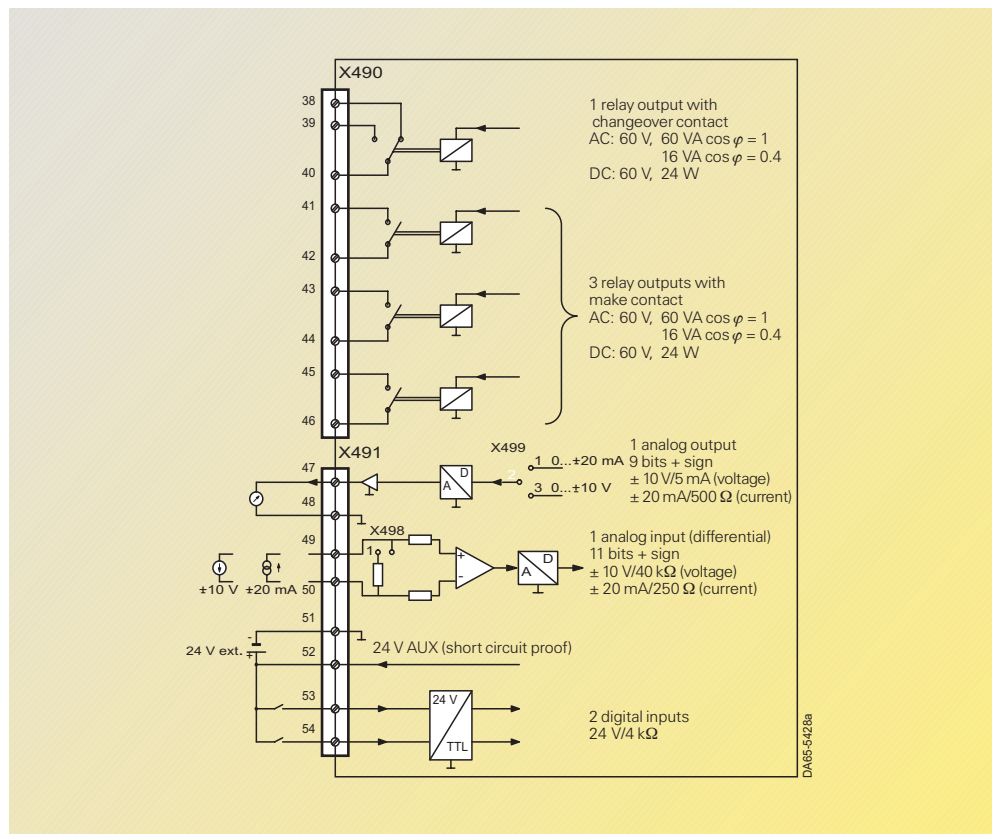 X490
38
39
40
41
42
43
44
45
46
1 relay output with
changeover contact
AC: 60 V, 60 VA cos φ = 1
16 VA cos φ = 0.4
DC: 60 V, 24 W
3 relay outputs with
make contact
AC: 60 V, 60 VA cos φ = 1
16 VA cos φ = 0.4
DC: 60 V, 24 W
X491
47
48
49
50
51
52
53
54
D
A
X499
1 0...±20 mA
2
3 0...±10 V
1 analog output
9 bits + sign
± 10 V/5 mA (voltage)
± 20 mA/500 Ω (current)
X498
1
+
-
D
A
±10 V ±20 mA
1 analog input (differential)
11 bits + sign
± 10 V/40 kΩ (voltage)
± 20 mA/250 Ω (current)
-
24 V ext.
+
24 V AUX (short circuit proof)
24 V
TTL
2 digital inputs
24 V/4 kΩ
DA65-5428a